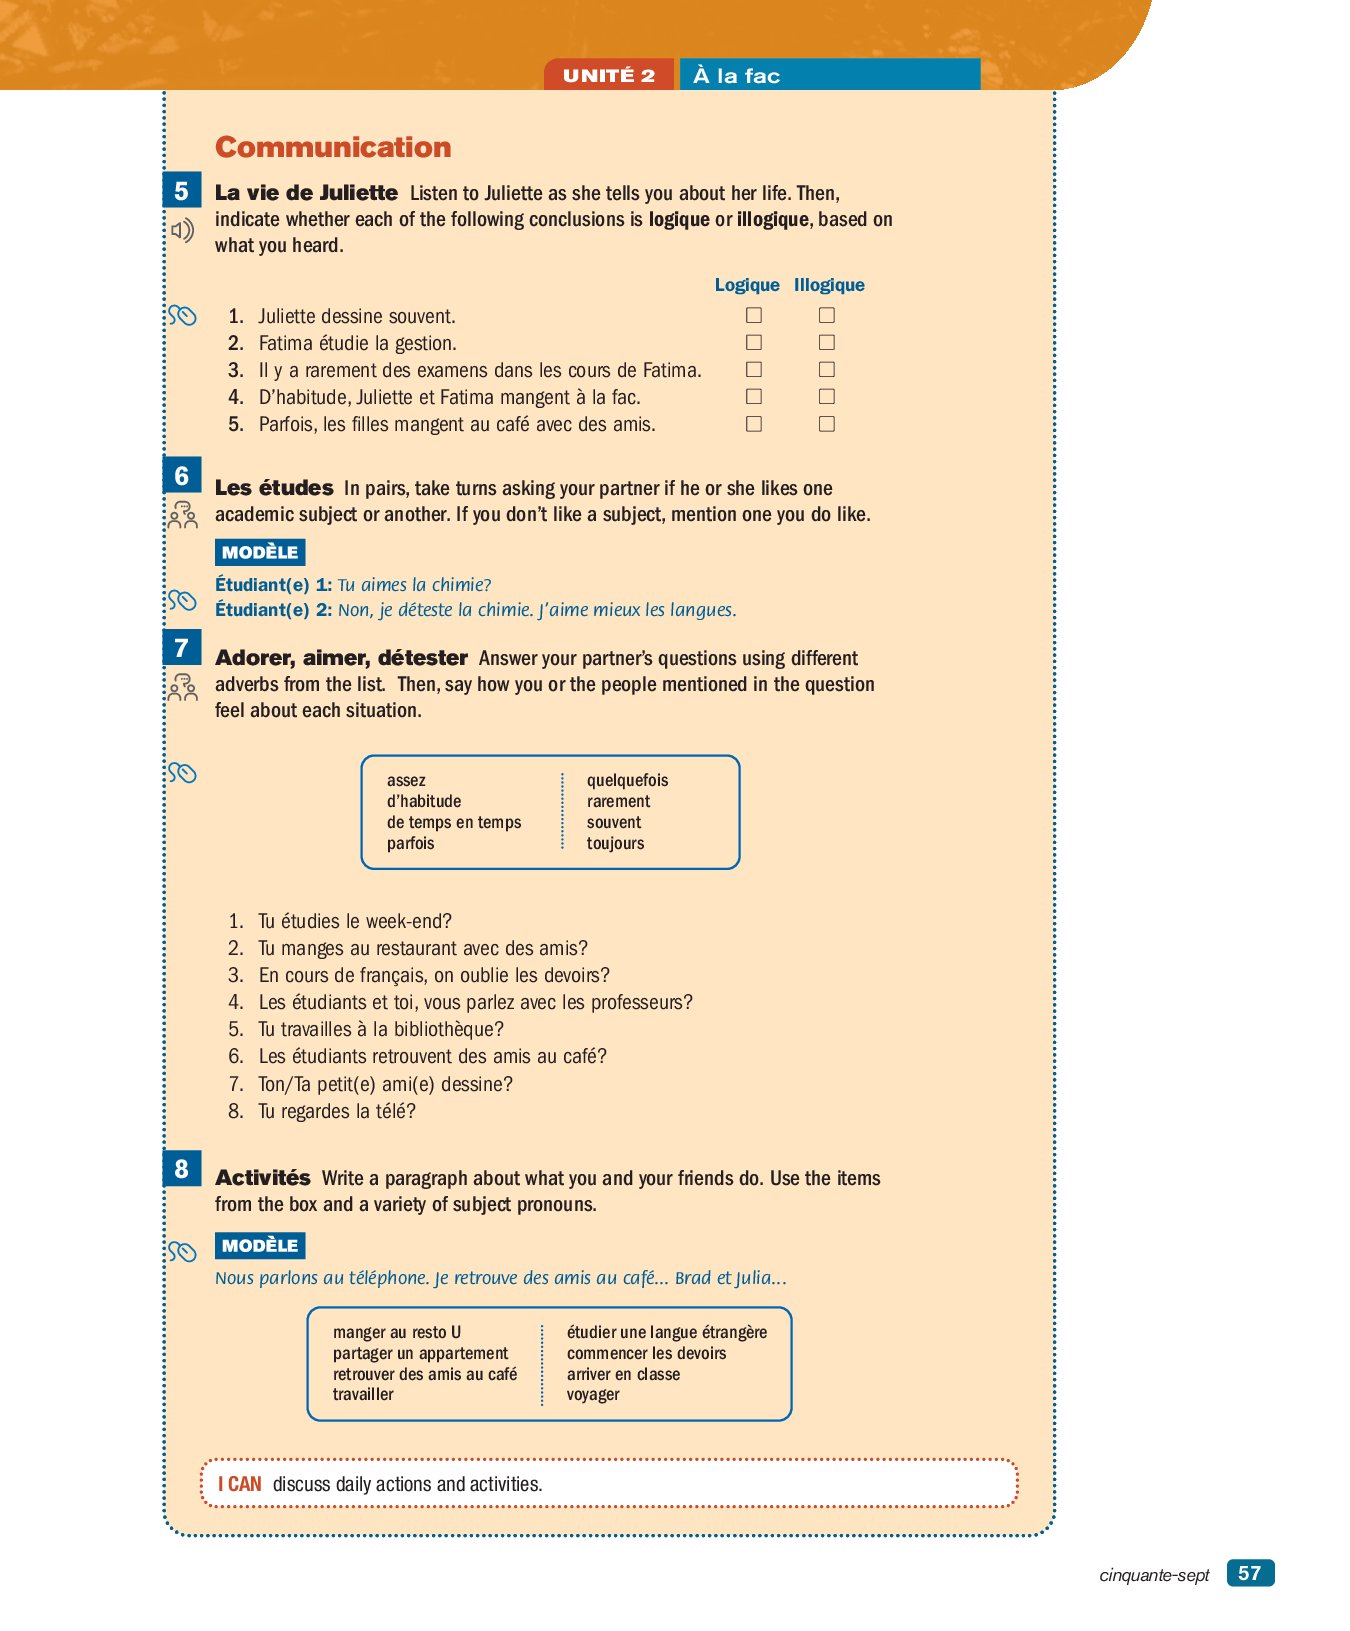 UNITÉ 2 À la fac
Communication
5 La vie de Juliette Listen to Juliette as she tells you about her life. Then,
indicate whether each of the following conclusions is logique or illogique, based on
what you heard.
Logique Illogique
1. Juliette dessine souvent.
2. Fatima étudie la gestion.
3. Il y a rarement des examens dans les cours de Fatima.
4. D'habitude, Juliette et Fatima mangent à la fac.
5. Parfois, les filles mangent au café avec des amis.
6 Les études In pairs, take turns asking your partner if he or she likes one
academic subject or another. If you don't like a subject, mention one you do like.
MODÈLE
Étudiant(e) 1: Tu aimes la chimie?
Étudiant(e) 2: Non, je déteste la chimie. J'aime mieux les langues.
7 Adorer, aimer, détester Answer your partner's questions using different
adverbs from the list. Then, say how you or the people mentioned in the question
feel about each situation.
assez
d'habitude
de temps en temps
parfois
quelquefois
rarement
souvent
toujours
1. Tu étudies le week-end?
2. Tu manges au restaurant avec des amis?
3. En cours de français, on oublie les devoirs?
4. Les étudiants et toi, vous parlez avec les professeurs?
5. Tu travailles à la bibliothèque?
6. Les étudiants retrouvent des amis au café?
7. Ton/Ta petit(e) ami(e) dessine?
8. Tu regardes la télé?
8 Activités Write a paragraph about what you and your friends do. Use the items
from the box and a variety of subject pronouns.
MODÈLE
Nous parlons au téléphone. Je retrouve des amis au café... Brad et Julia...
manger au resto U
partager un appartement
retrouver des amis au café
travailler
étudier une langue étrangère
commencer les devoirs
arriver en classe
voyager
I CAN discuss daily actions and activities.
cinquante-sept 57